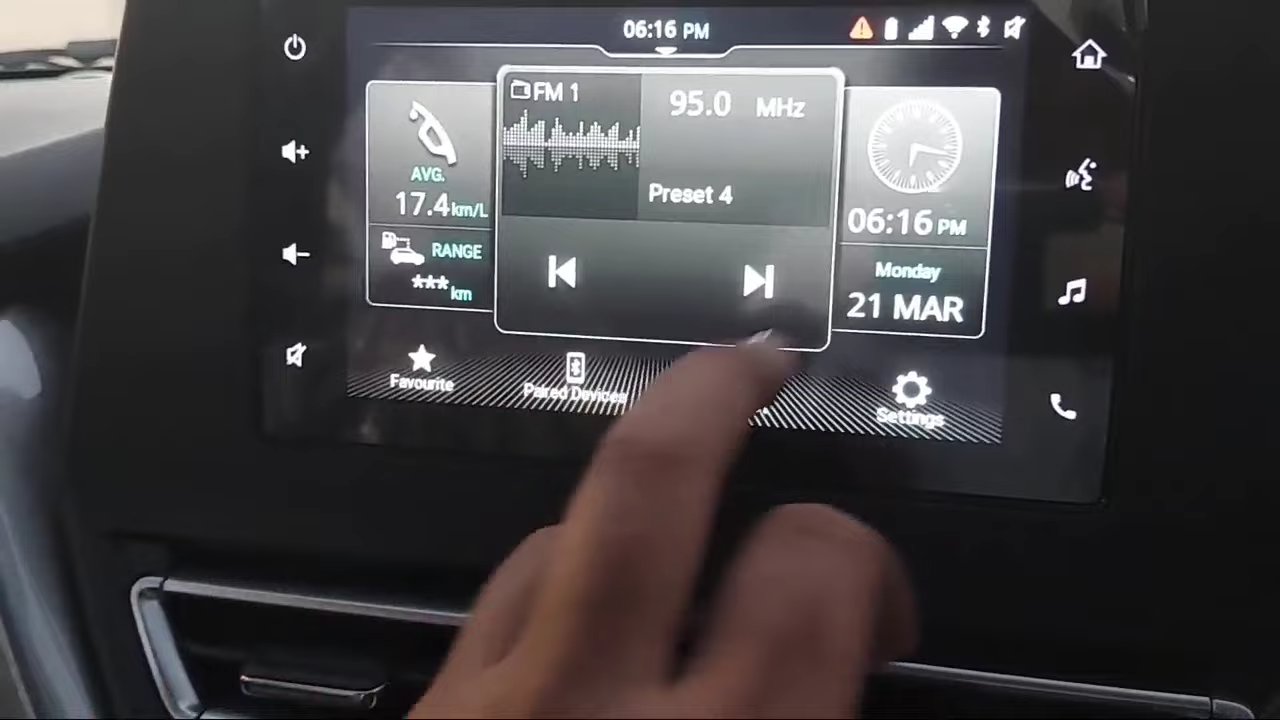 06:16 PM
FM 1
95.0 MHz
Preset 4
AVG.
17.4 km/L
RANGE
*** km
06:16 PM
Monday
21 MAR
Favourite
Paired Devices
Settings